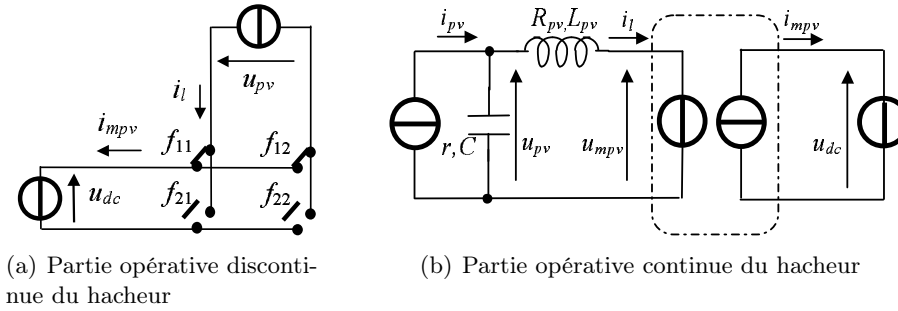 u_pv
i_l
i_mpv
f_11
f_12
u_dc
f_21
f_22
(a) Partie opérative disconti-
nue du hacheur
i_pv
R_pv,L_pv
i_l
i_mpv
r,C
u_pv
u_mpv
u_dc
(b) Partie opérative continue du hacheur